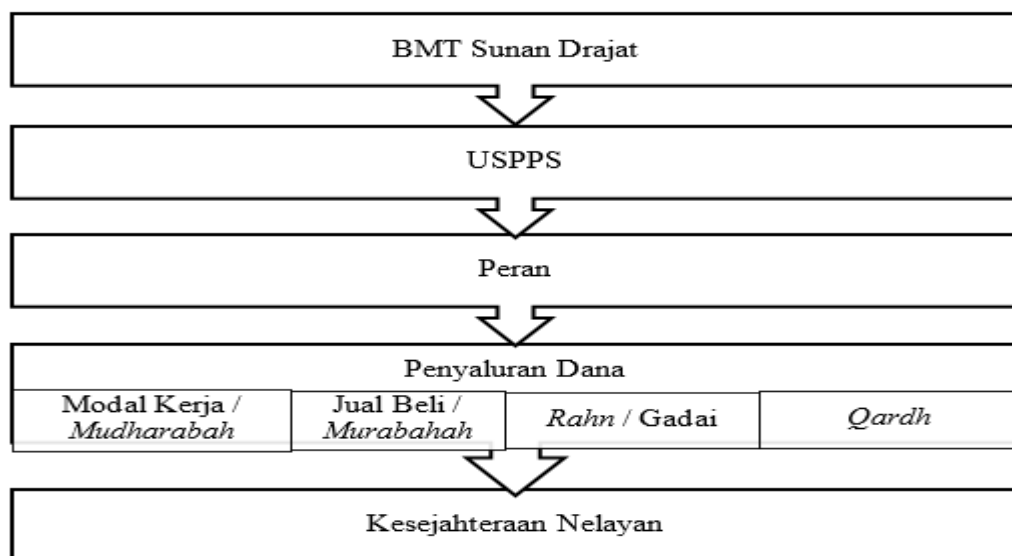 BMT Sunan Drajat
USPPS
Peran
Penyaluran Dana
Modal Kerja /
Mudharabah
Jual Beli /
Murabahah
Rahn / Gadai
Qardh
Kesejahteraan Nelayan